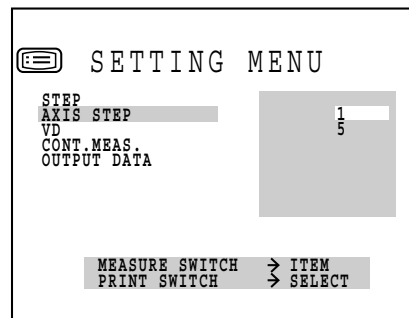 SETTING MENU
STEP
AXIS STEP 1
VD 5
CONT.MEAS.
OUTPUT DATA
MEASURE SWITCH → ITEM
PRINT SWITCH → SELECT